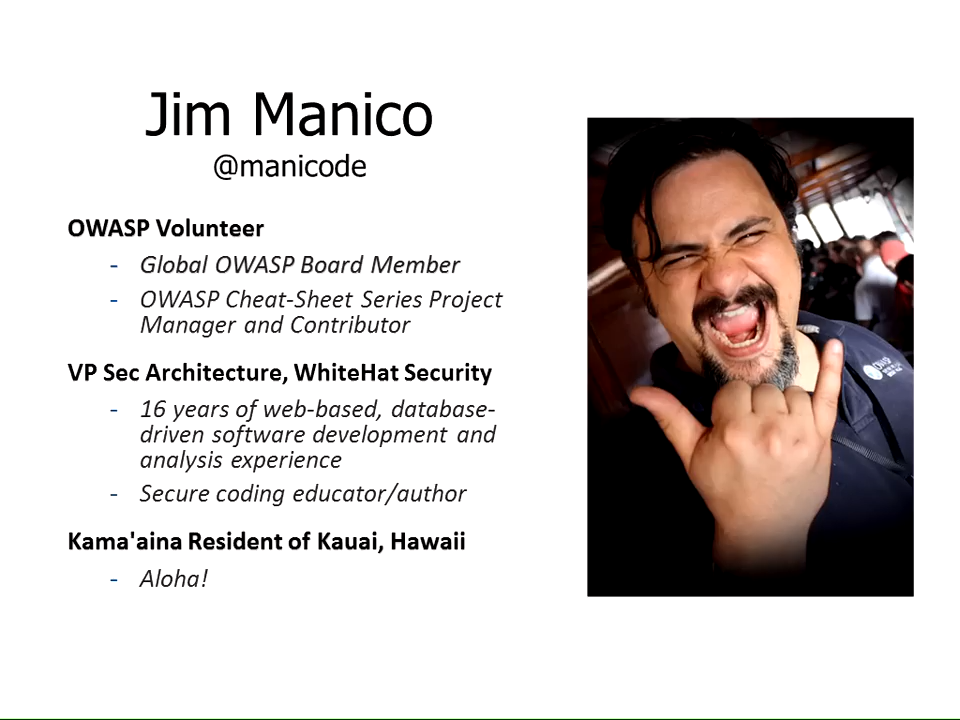 Jim Manico
@manicode
OWASP Volunteer
- Global OWASP Board Member
- OWASP Cheat-Sheet Series Project
Manager and Contributor
VP Sec Architecture, WhiteHat Security
- 16 years of web-based, database-
driven software development and
analysis experience
- Secure coding educator/author
Kama'aina Resident of Kauai, Hawaii
- Aloha!
OWASP